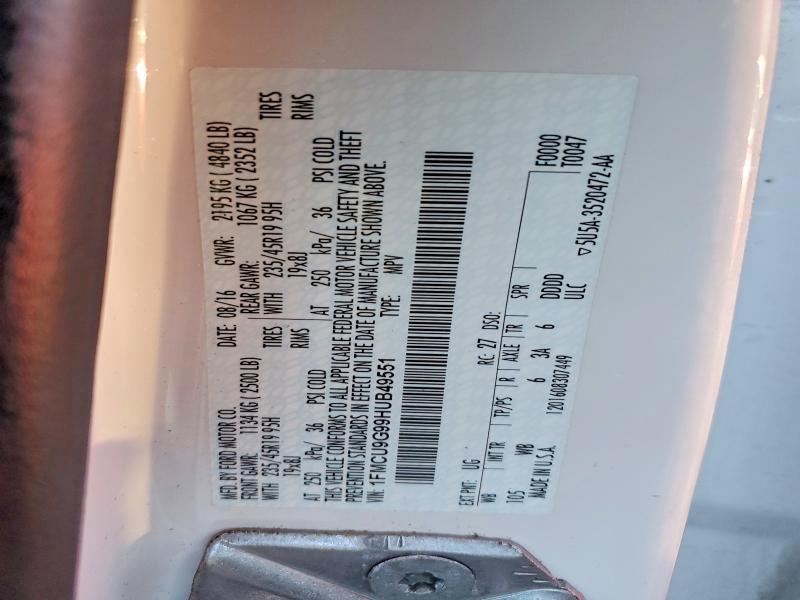 MFD. BY FORD MOTOR CO. DATE: 08/16 GVWR: 2195 KG ( 4840 LB)
FRONT GAWR: 1134 KG ( 2500 LB) REAR GAWR: 1067 KG ( 2352 LB)
WITH 235/45R19 95H TIRES WITH 235/45R19 95H TIRES
19x8J RIMS 19x8J RIMS
AT 250 kPa/ 36 PSI COLD AT 250 kPa/ 36 PSI COLD
THIS VEHICLE CONFORMS TO ALL APPLICABLE FEDERAL MOTOR VEHICLE SAFETY AND THEFT
PREVENTION STANDARDS IN EFFECT ON THE DATE OF MANUFACTURE SHOWN ABOVE.
VIN: 1FMCU9G99HUB49551 TYPE: MPV
EXT PNT: UG RC: 27 DSO: F0000
WB MT TR TP/PS R AXLE TR SPR T0047
105 WB 6 3A 6 DDDD
MADE IN U.S.A. 1201608307449 ULC
▽5U5A-3520472-AA